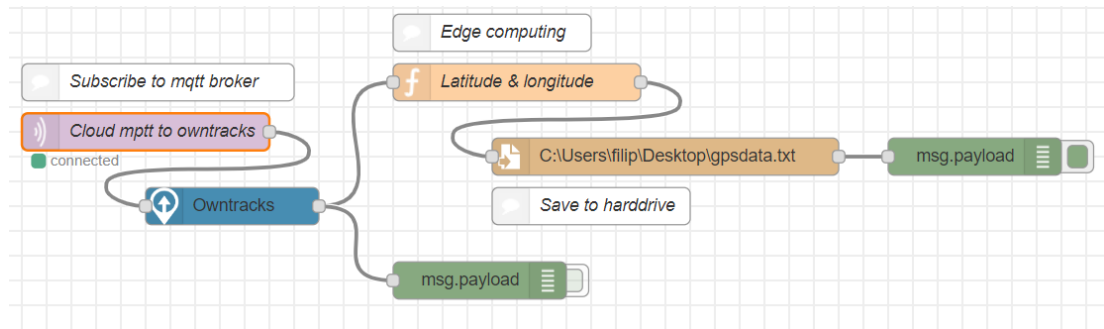 Edge computing
Subscribe to mqtt broker
Latitude & longitude
Cloud mptt to owntracks
connected
C:\Users\filip\Desktop\gpsdata.txt
msg.payload
Owntracks
Save to harddrive
msg.payload